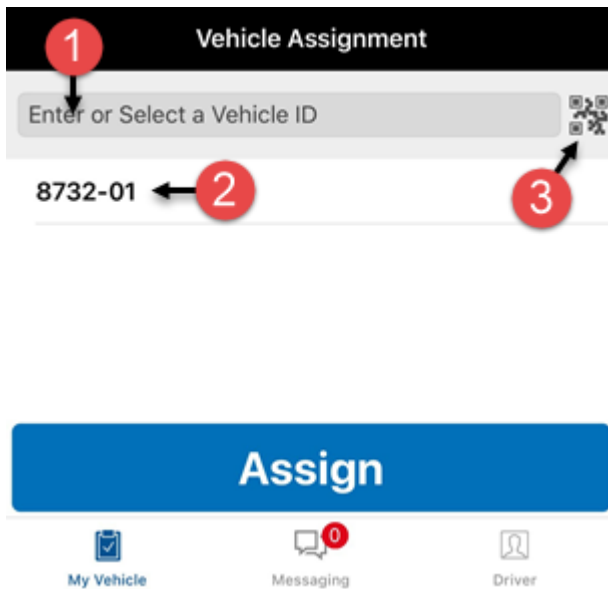 1
Vehicle Assignment
Enter or Select a Vehicle ID
8732-01
2
3
Assign
0
My Vehicle
Messaging
Driver